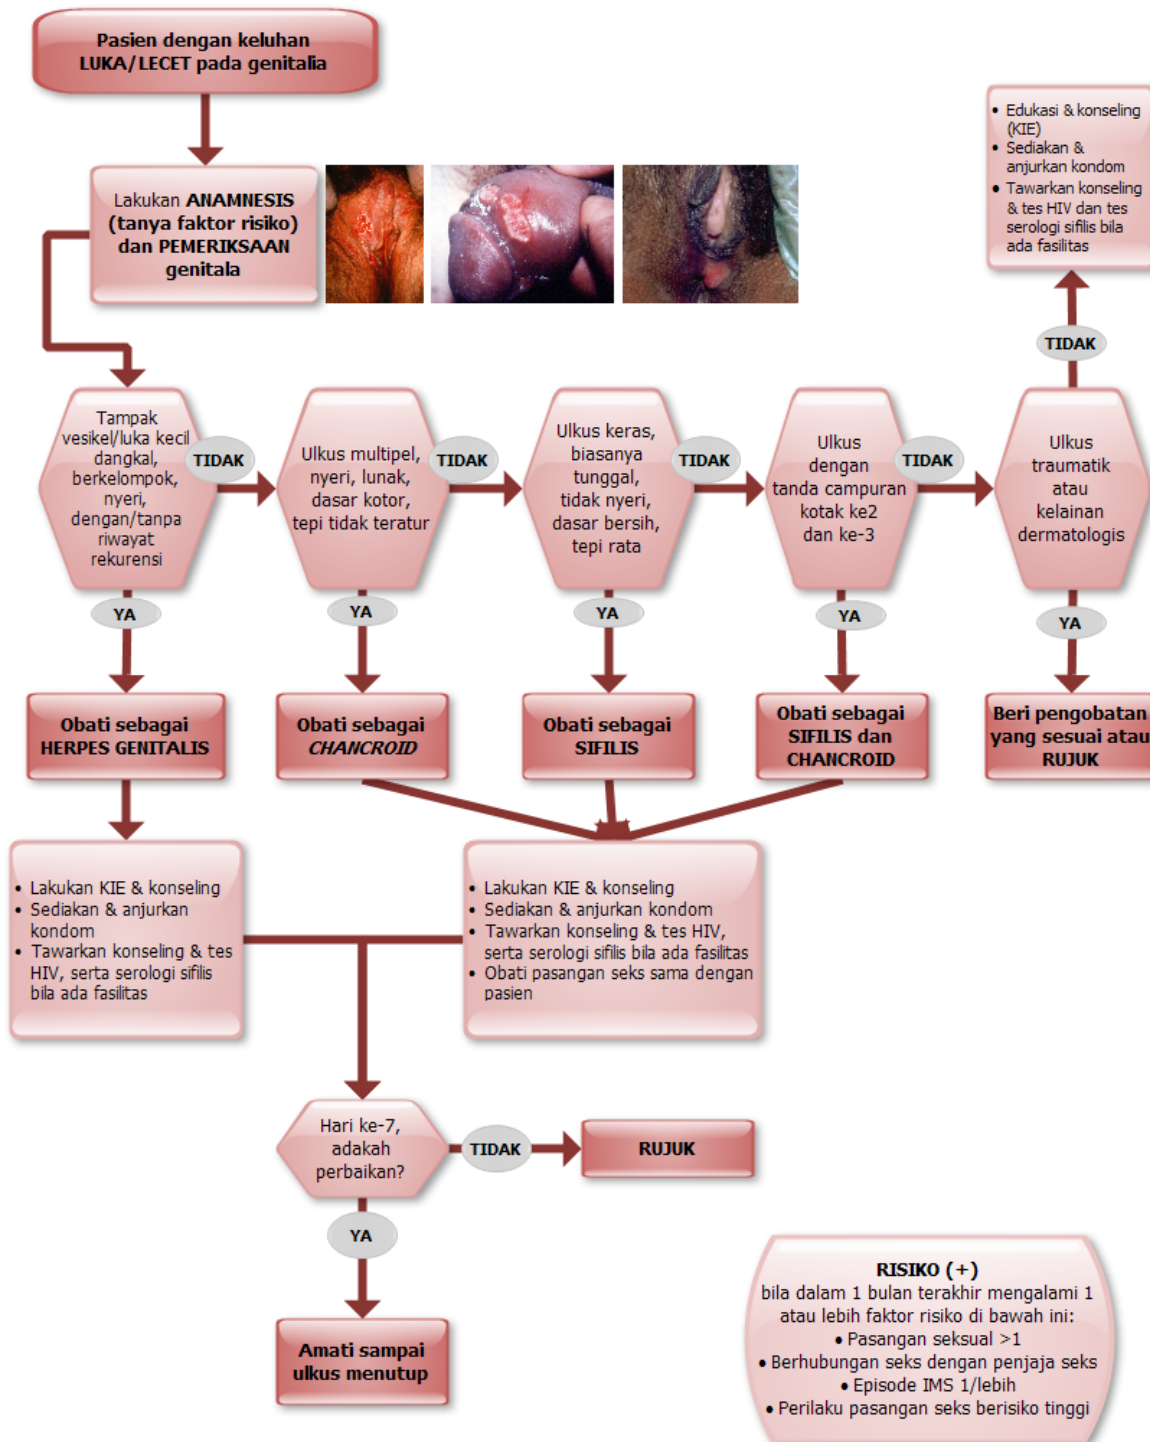 Pasien dengan keluhan
LUKA/LECET pada genitalia
Lakukan ANAMNESIS
(tanya faktor risiko)
dan PEMERIKSAAN
genitala
• Edukasi & konseling
(KIE)
• Sediakan &
anjurkan kondom
• Tawarkan konseling
& tes HIV dan tes
serologi sifilis bila
ada fasilitas
TIDAK
Tampak
vesikel/luka kecil
dangkal,
berkelompok,
nyeri,
dengan/tanpa
riwayat
rekurensi
TIDAK
Ulkus multipel,
nyeri, lunak,
dasar kotor,
tepi tidak teratur
TIDAK
Ulkus keras,
biasanya
tunggal,
tidak nyeri,
dasar bersih,
tepi rata
TIDAK
Ulkus
dengan
tanda campuran
kotak ke2
dan ke-3
TIDAK
Ulkus
traumatik
atau
kelainan
dermatologis
YA
YA
YA
YA
YA
Obati sebagai
HERPES GENITALIS
Obati sebagai
CHANCROID
Obati sebagai
SIFILIS
Obati sebagai
SIFILIS dan
CHANCROID
Beri pengobatan
yang sesuai atau
RUJUK
• Lakukan KIE & konseling
• Sediakan & anjurkan
kondom
• Tawarkan konseling & tes
HIV, serta serologi sifilis
bila ada fasilitas
• Lakukan KIE & konseling
• Sediakan & anjurkan kondom
• Tawarkan konseling & tes HIV,
serta serologi sifilis bila ada fasilitas
• Obati pasangan seks sama dengan
pasien
Hari ke-7,
adakah
perbaikan?
TIDAK
RUJUK
YA
Amati sampai
ulkus menutup
RISIKO (+)
bila dalam 1 bulan terakhir mengalami 1
atau lebih faktor risiko di bawah ini:
• Pasangan seksual >1
• Berhubungan seks dengan penjaja seks
• Episode IMS 1/lebih
• Perilaku pasangan seks berisiko tinggi